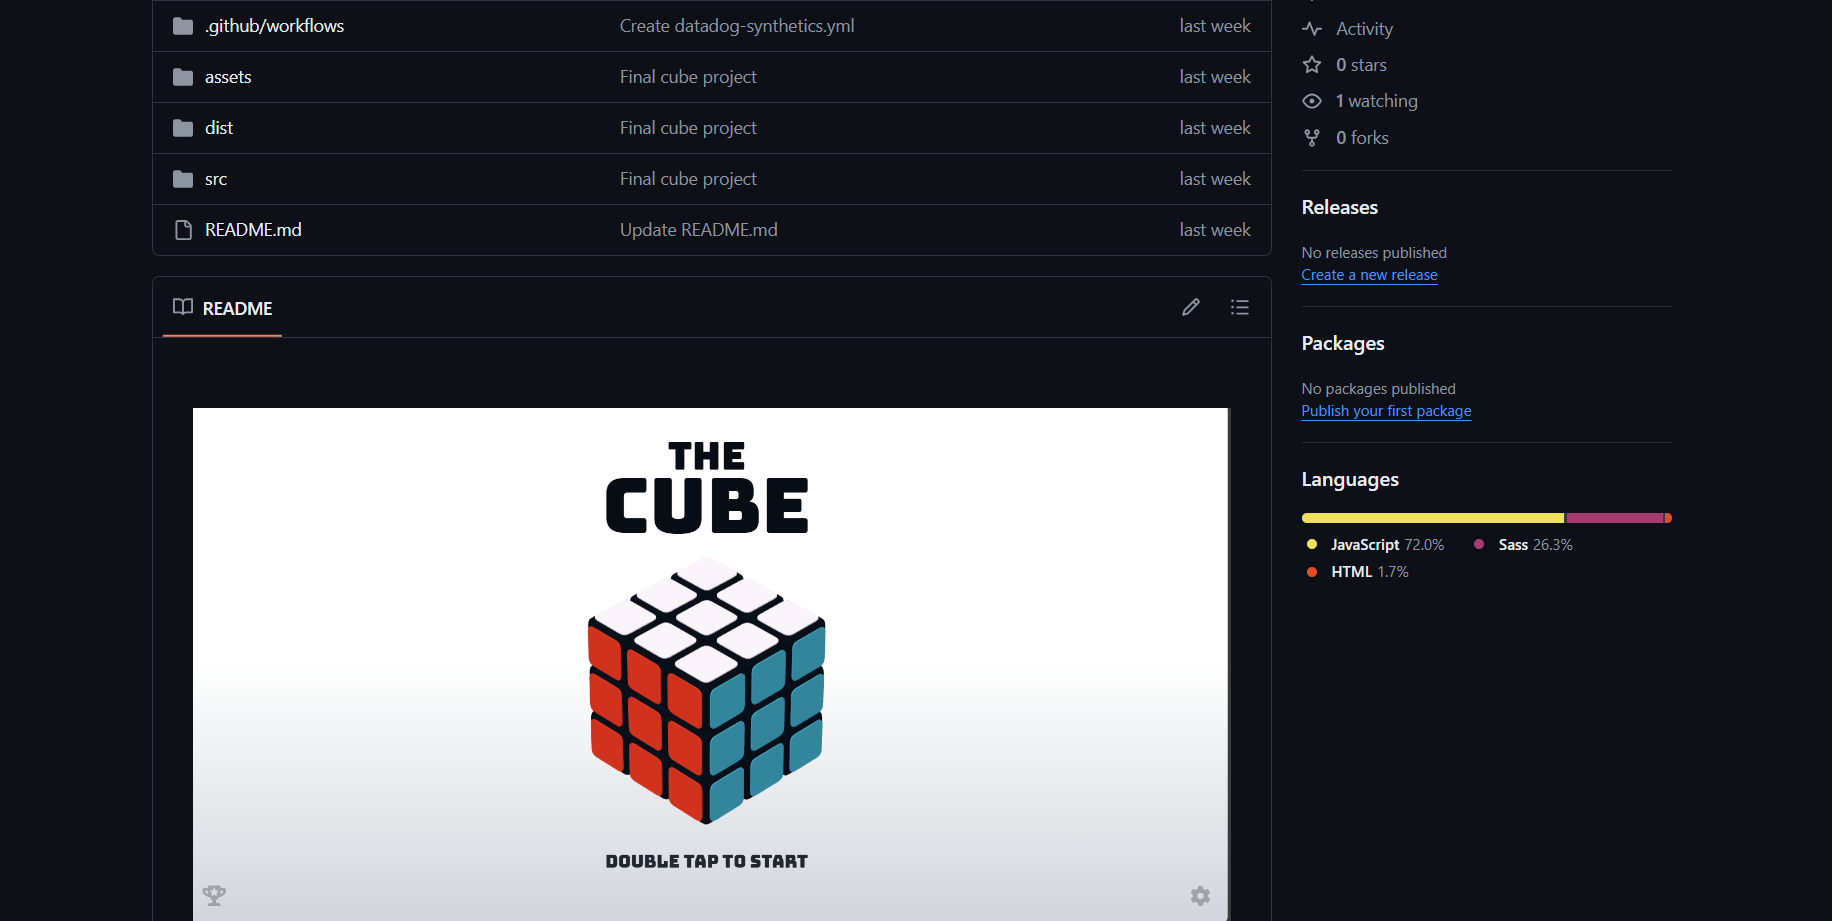 .github/workflows Create datadog-synthetics.yml last week
assets Final cube project last week
dist Final cube project last week
src Final cube project last week
README.md Update README.md last week
README
THE
CUBE
DOUBLE TAP TO START
Activity
0 stars
1 watching
0 forks
Releases
No releases published
Create a new release
Packages
No packages published
Publish your first package
Languages
JavaScript 72.0% Sass 26.3%
HTML 1.7%